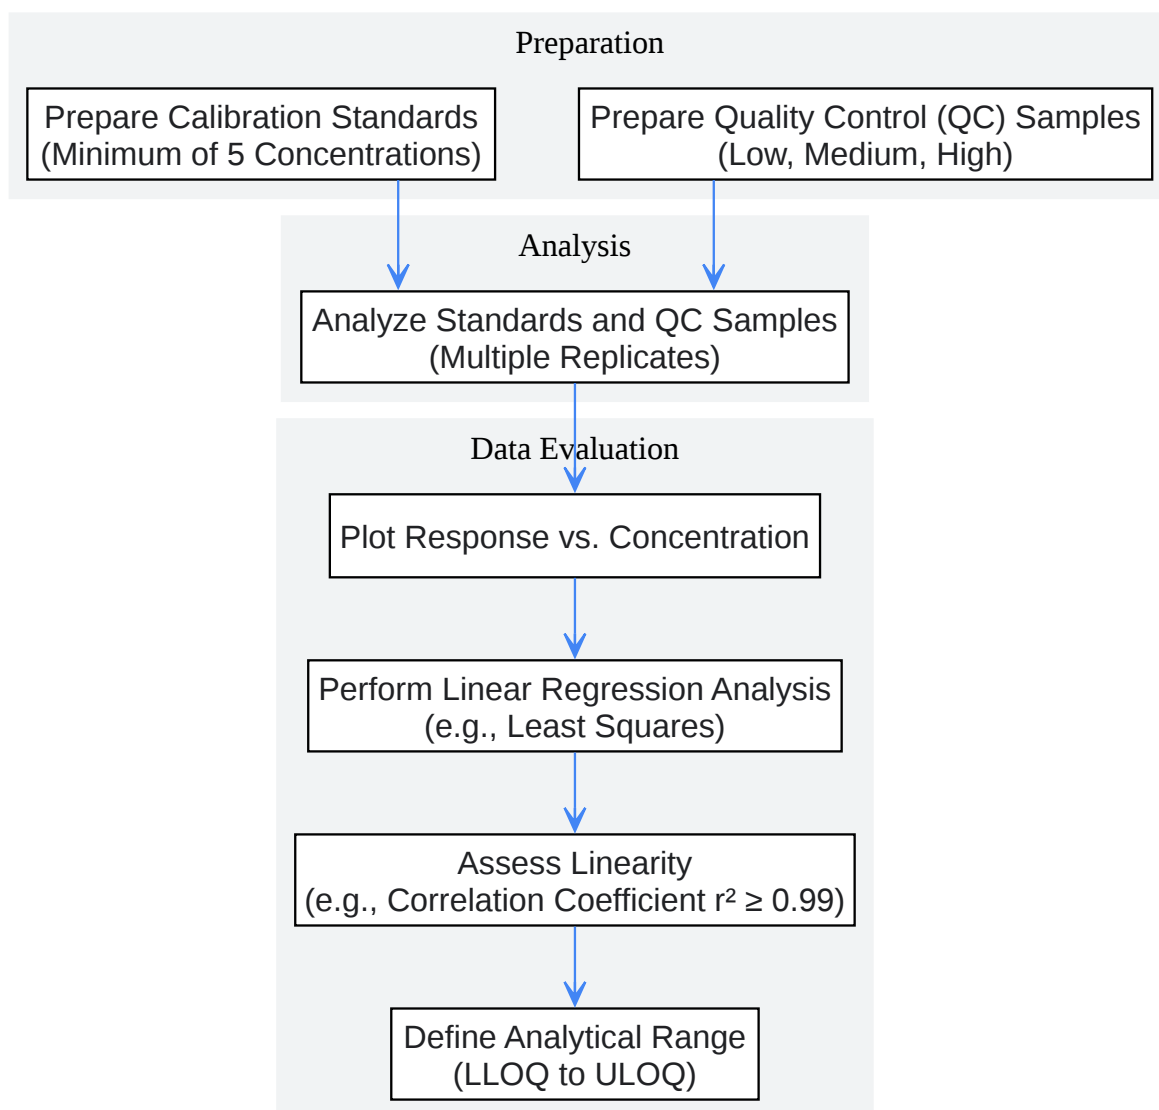 Preparation
Prepare Calibration Standards
(Minimum of 5 Concentrations)
Prepare Quality Control (QC) Samples
(Low, Medium, High)
Analysis
Analyze Standards and QC Samples
(Multiple Replicates)
Data Evaluation
Plot Response vs. Concentration
Perform Linear Regression Analysis
(e.g., Least Squares)
Assess Linearity
(e.g., Correlation Coefficient r² ≥ 0.99)
Define Analytical Range
(LLOQ to ULOQ)